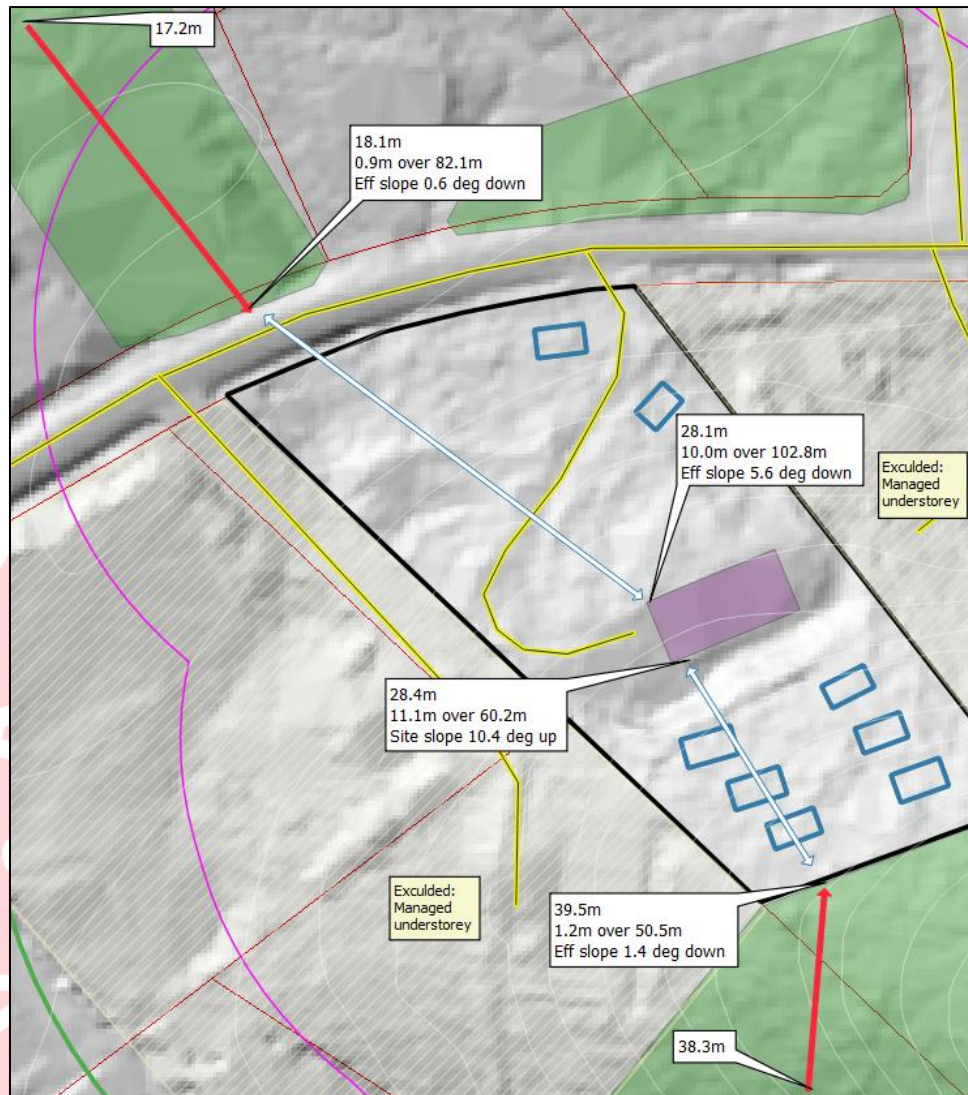 17.2m
18.1m
0.9m over 82.1m
Eff slope 0.6 deg down
28.1m
10.0m over 102.8m
Eff slope 5.6 deg down
Exculded:
Managed
understorey
28.4m
11.1m over 60.2m
Site slope 10.4 deg up
Exculded:
Managed
understorey
39.5m
1.2m over 50.5m
Eff slope 1.4 deg down
38.3m